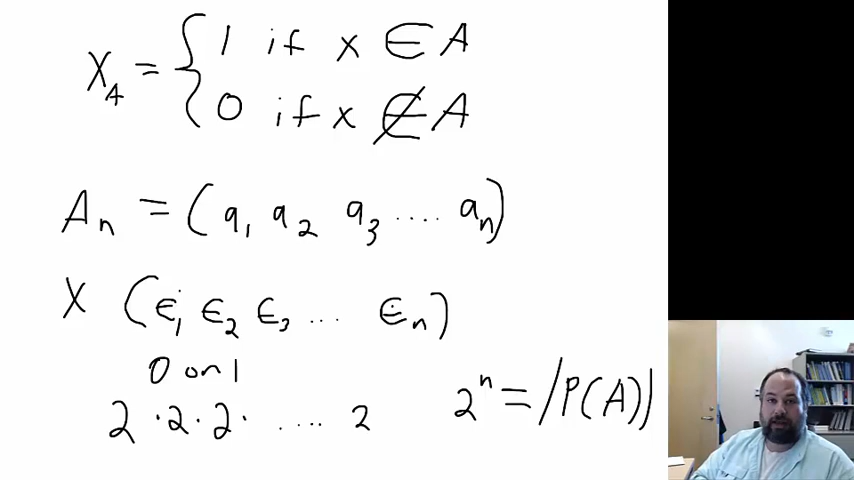 X_A = { 1 if x ∈ A
0 if x ∉ A
A_n = (a_1 a_2 a_3 .... a_n)
X (ϵ_1 ϵ_2 ϵ_3 ... ϵ_n)
0 or 1
2 · 2 · 2 · .... 2
2^n = |P(A)|